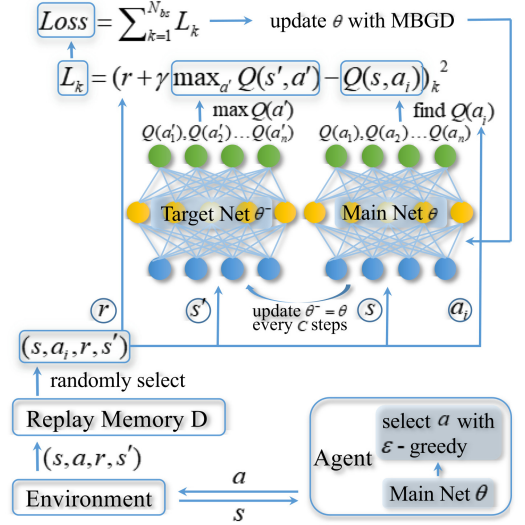 Loss = ∑_{k=1}^{N_{bs}} L_k → update θ with MBGD
L_k = (r + γ max_{a'} Q(s', a') − Q(s, a_i))_k^2
max Q(a') find Q(a_i)
Q(a'_1), Q(a'_2) ... Q(a'_n) Q(a_1), Q(a_2) ... Q(a_n)
Target Net θ⁻ Main Net θ
r s' update θ⁻ = θ s a_i
every C steps
(s, a_i, r, s')
randomly select
Replay Memory D
(s, a, r, s')
Environment
a
s
Agent
select a with
ε - greedy
Main Net θ